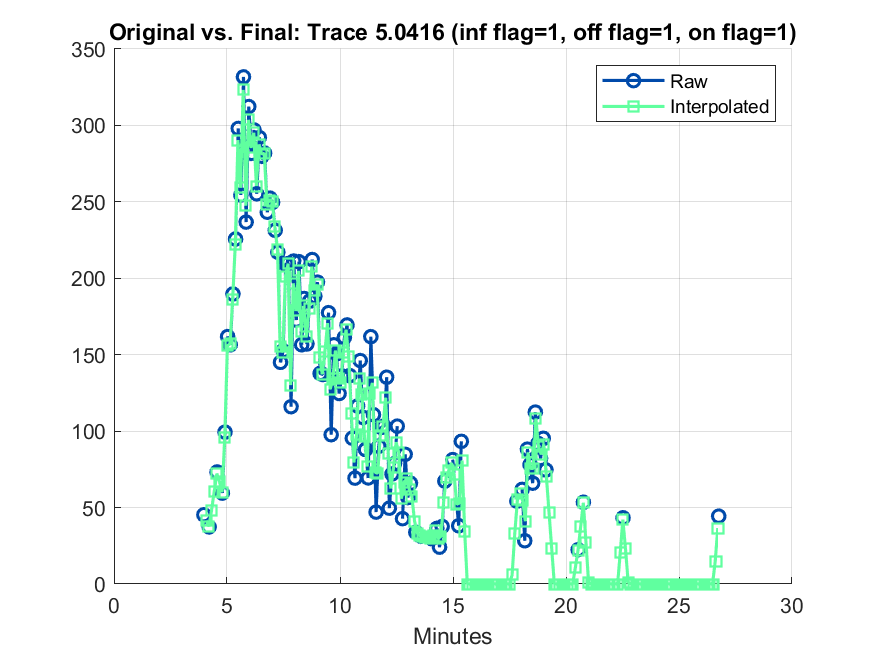 Original vs. Final: Trace 5.0416 (inf flag=1, off flag=1, on flag=1)
350
300
250
200
150
100
50
0
Raw
Interpolated
0 5 10 15 20 25 30
Minutes